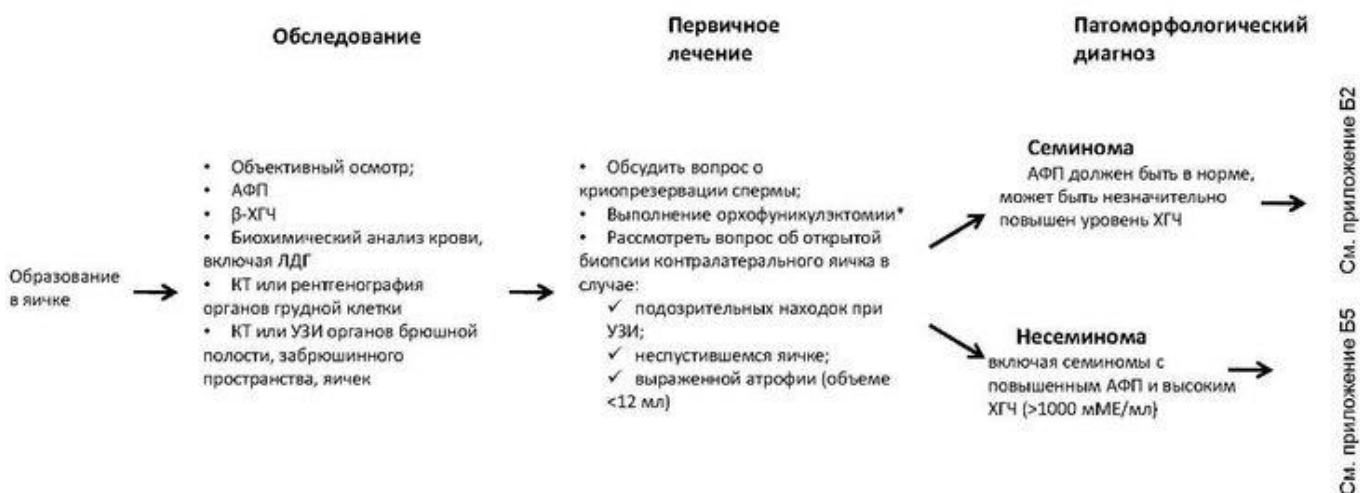 Обследование
Первичное
лечение
Патоморфологический
диагноз
Образование
в яичке
• Объективный осмотр;
• АФП
• β-ХГЧ
• Биохимический анализ крови,
включая ЛДГ
• КТ или рентгенография
органов грудной клетки
• КТ или УЗИ органов брюшной
полости, забрюшинного
пространства, яичек
• Обсудить вопрос о
криопрезервации спермы;
• Выполнение орхофуникулэктомии*
• Рассмотреть вопрос об открытой
биопсии контралатерального яичка в
случае:
✓ подозрительных находок при
УЗИ;
✓ неспустившемся яичке;
✓ выраженной атрофии (объеме
<12 мл)
Семинома
АФП должен быть в норме,
может быть незначительно
повышен уровень ХГЧ
См. приложение Б2
Несеминома
включая семиномы с
повышенным АФП и высоким
ХГЧ (>1000 мМЕ/мл)
См. приложение Б5